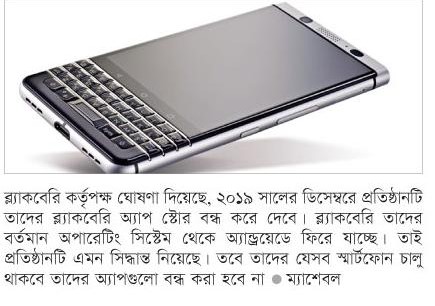 ব্ল্যাকবেরি কর্তৃপক্ষ ঘোষণা দিয়েছে, ২০১৯ সালের ডিসেম্বরে প্রতিষ্ঠানটি
তাদের ব্ল্যাকবেরি অ্যাপ স্টোর বন্ধ করে দেবে। ব্ল্যাকবেরি তাদের
বর্তমান অপারেটিং সিস্টেম থেকে অ্যান্ড্রয়েডে ফিরে যাচ্ছে। তাই
প্রতিষ্ঠানটি এমন সিদ্ধান্ত নিয়েছে। তবে তাদের যেসব স্মার্টফোন চালু
থাকবে তাদের অ্যাপগুলো বন্ধ করা হবে না ● ম্যাশেবল